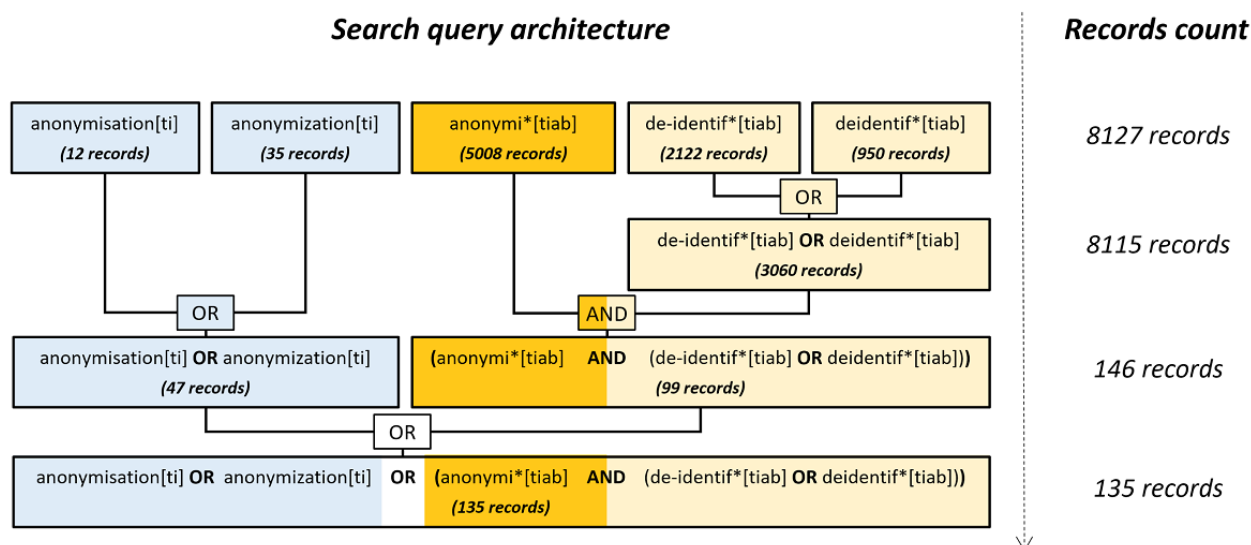 Search query architecture
Records count
anonymisation[ti]
(12 records)
anonymization[ti]
(35 records)
anonymi*[tiab]
(5008 records)
de-identif*[tiab]
(2122 records)
deidentif*[tiab]
(950 records)
8127 records
OR
de-identif*[tiab] OR deidentif*[tiab]
(3060 records)
8115 records
OR
AND
anonymisation[ti] OR anonymization[ti]
(47 records)
(anonymi*[tiab] AND (de-identif*[tiab] OR deidentif*[tiab]))
(99 records)
146 records
OR
anonymisation[ti] OR anonymization[ti] OR (anonymi*[tiab] AND (de-identif*[tiab] OR deidentif*[tiab]))
(135 records)
135 records